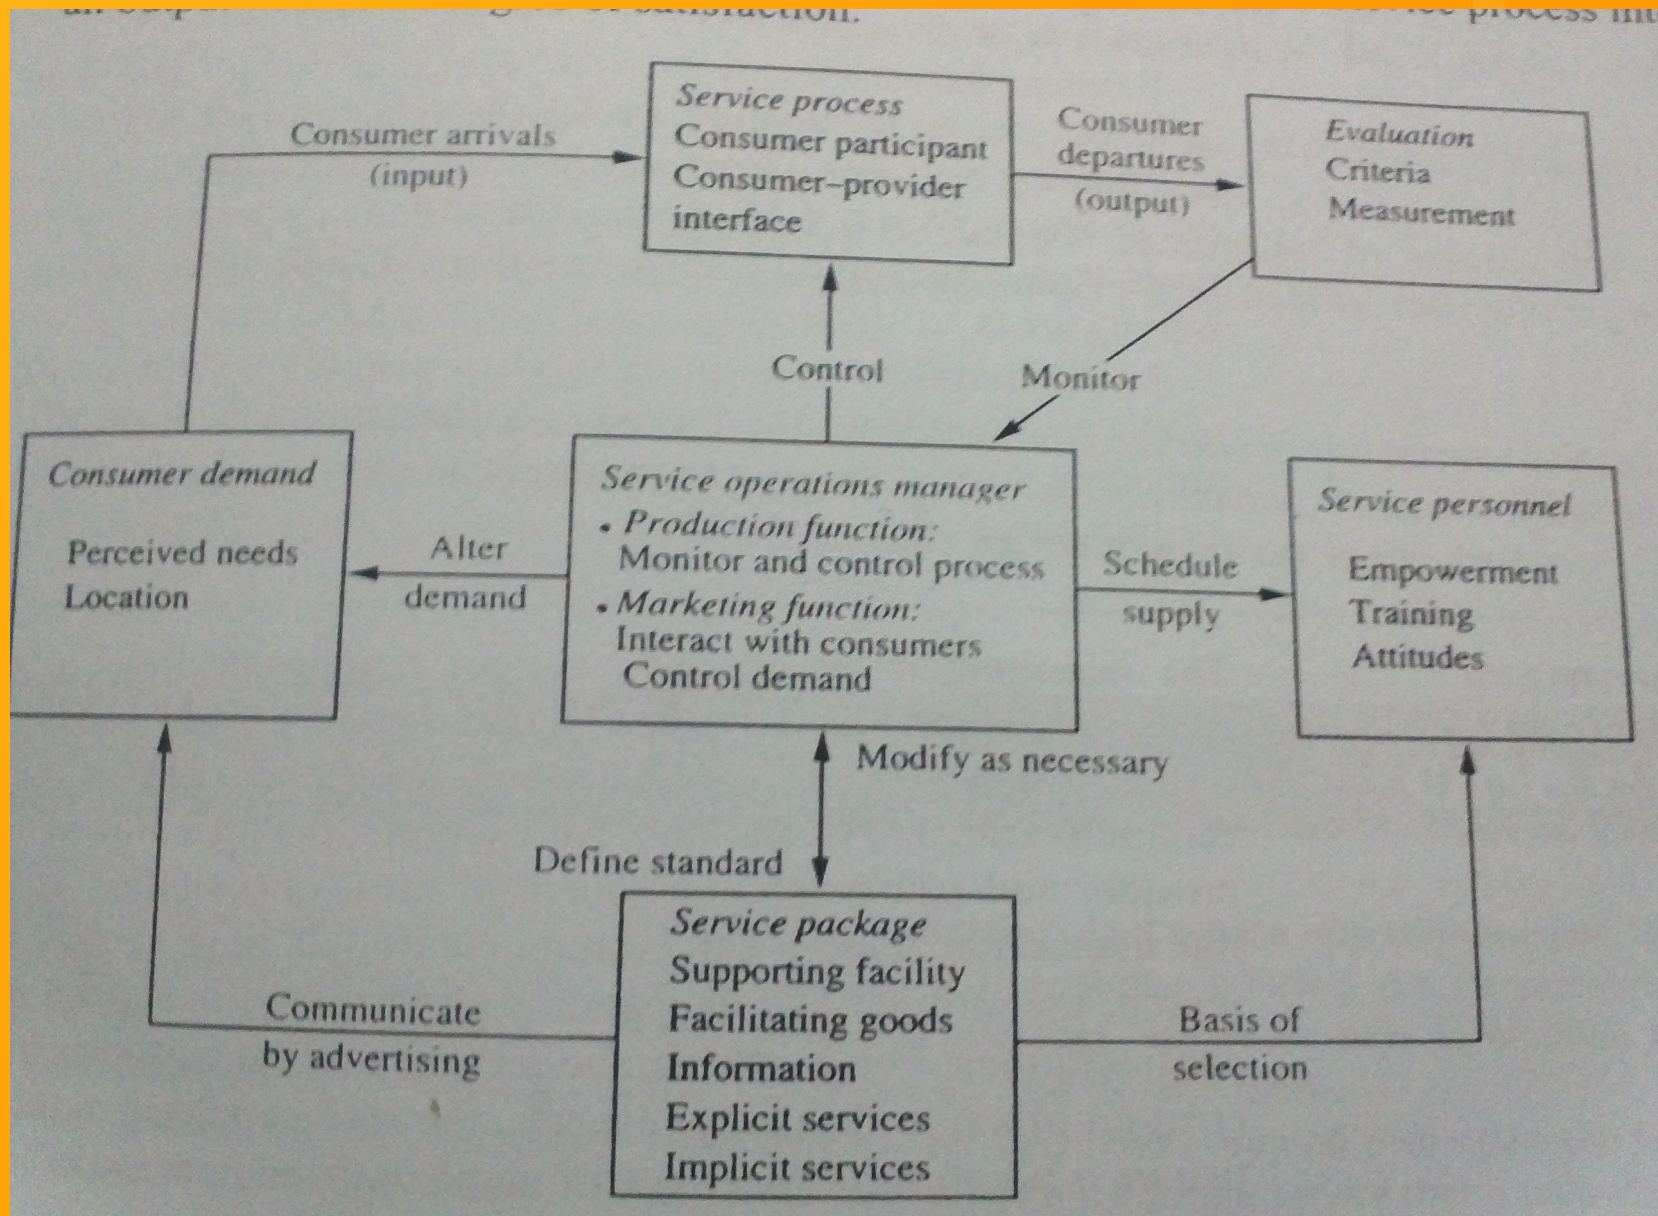 satisfaction.
process
Service process
Consumer participant
Consumer–provider
interface
Consumer arrivals
(input)
Consumer
departures
(output)
Evaluation
Criteria
Measurement
Control
Monitor
Consumer demand
Perceived needs
Location
Alter
demand
Service operations manager
• Production function:
Monitor and control process
• Marketing function:
Interact with consumers
Control demand
Schedule
supply
Service personnel
Empowerment
Training
Attitudes
Modify as necessary
Define standard
Service package
Supporting facility
Facilitating goods
Information
Explicit services
Implicit services
Communicate
by advertising
Basis of
selection